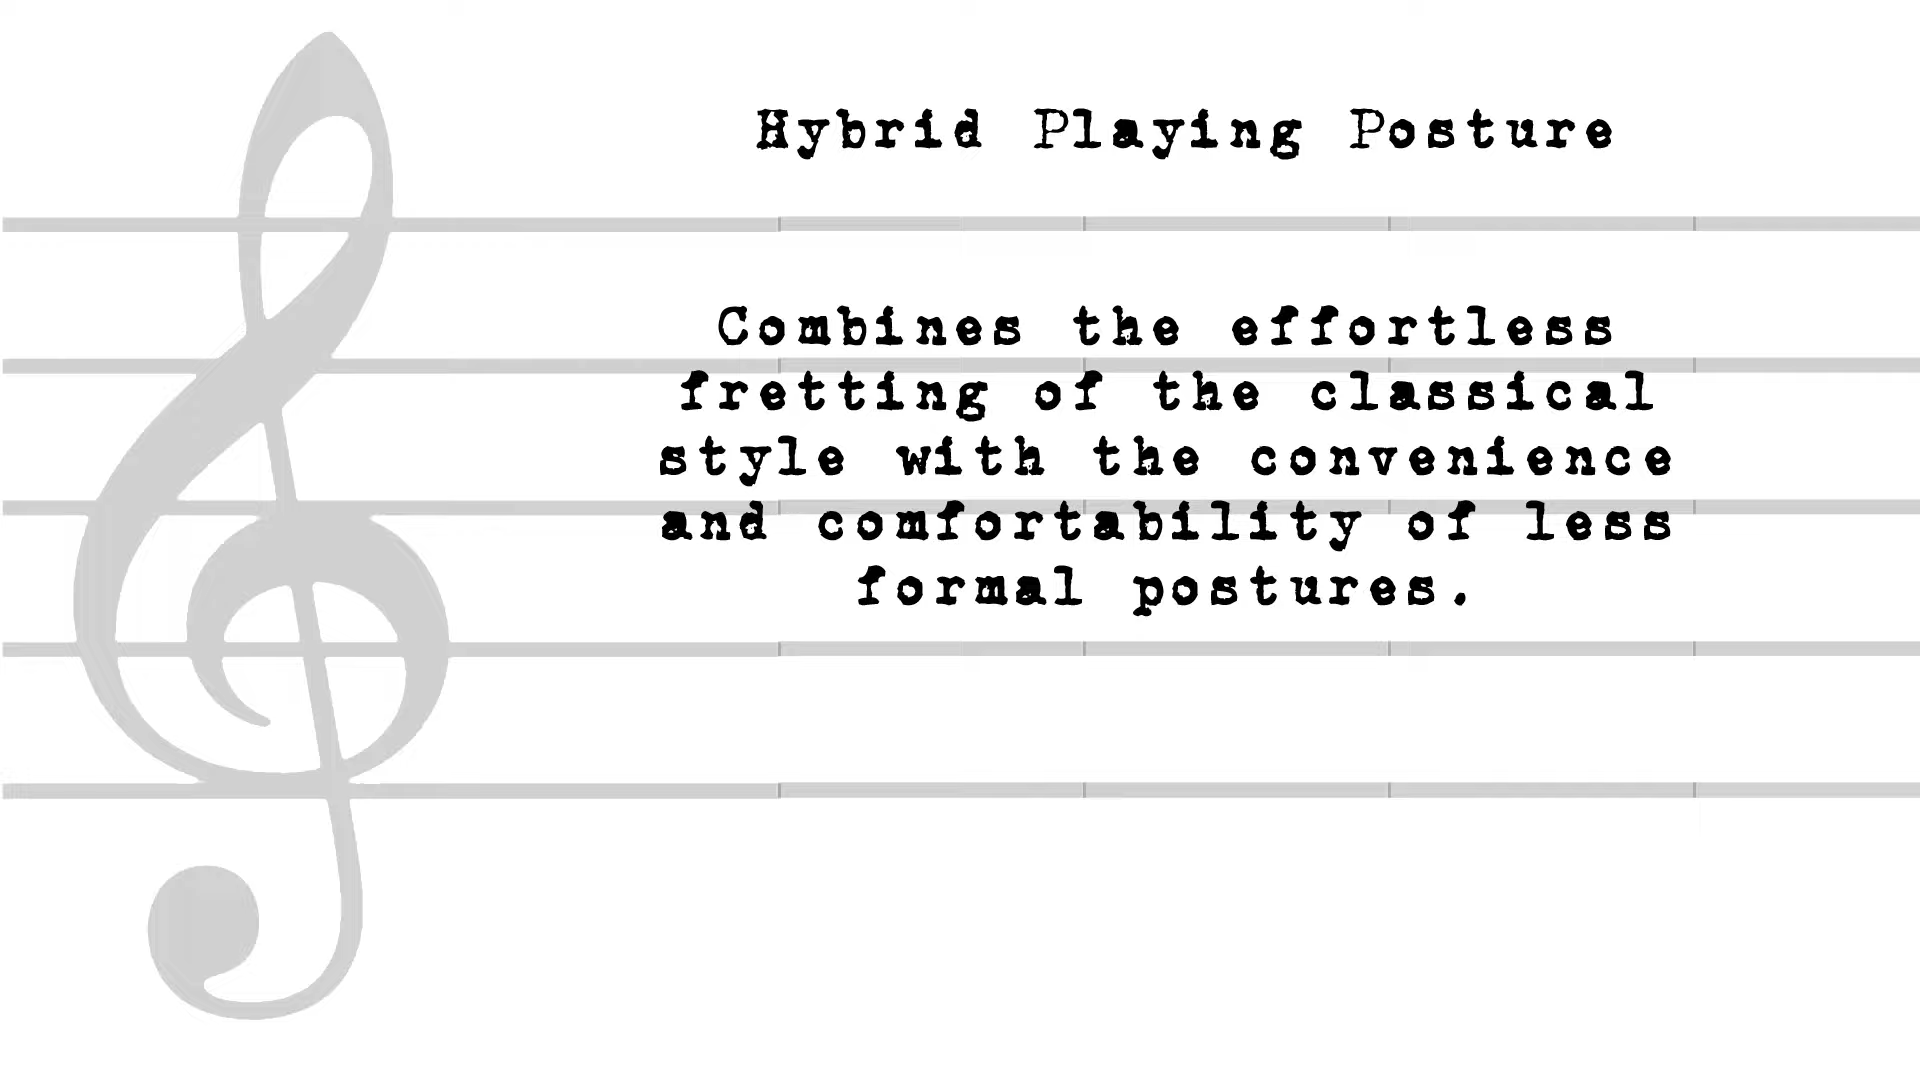 Hybrid Playing Posture
Combines the effortless
fretting of the classical
style with the convenience
and comfortability of less
formal postures.